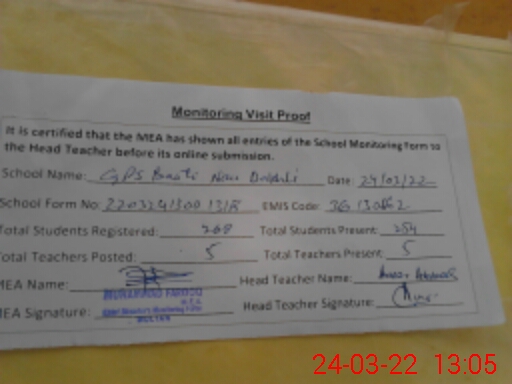 Monitoring Visit Proof
It is certified that the MEA has shown all entries of the School Monitoring Form to
the Head Teacher before its online submission.
School Name: GPS Basti Date: 24/03/22
School Form No: EMIS Code:
Total Students Registered: 268 Total Students Present: 254
Total Teachers Posted: 5 Total Teachers Present: 5
MEA Name: Head Teacher Name:
MUHAMMAD FAROOQ
MEA Signature: Head Teacher Signature:
MULTAN
24-03-22 13:05